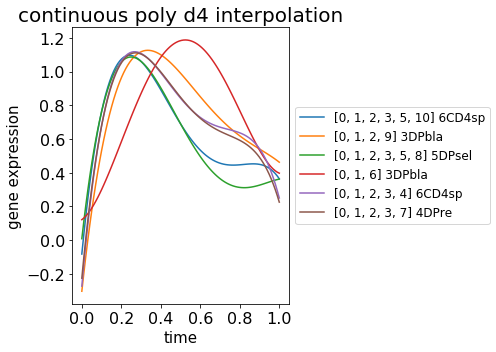 continuous poly d4 interpolation
gene expression
1.2
1.0
0.8
0.6
0.4
0.2
0.0
−0.2
0.0 0.2 0.4 0.6 0.8 1.0
time
[0, 1, 2, 3, 5, 10] 6CD4sp
[0, 1, 2, 9] 3DPbla
[0, 1, 2, 3, 5, 8] 5DPsel
[0, 1, 6] 3DPbla
[0, 1, 2, 3, 4] 6CD4sp
[0, 1, 2, 3, 7] 4DPre